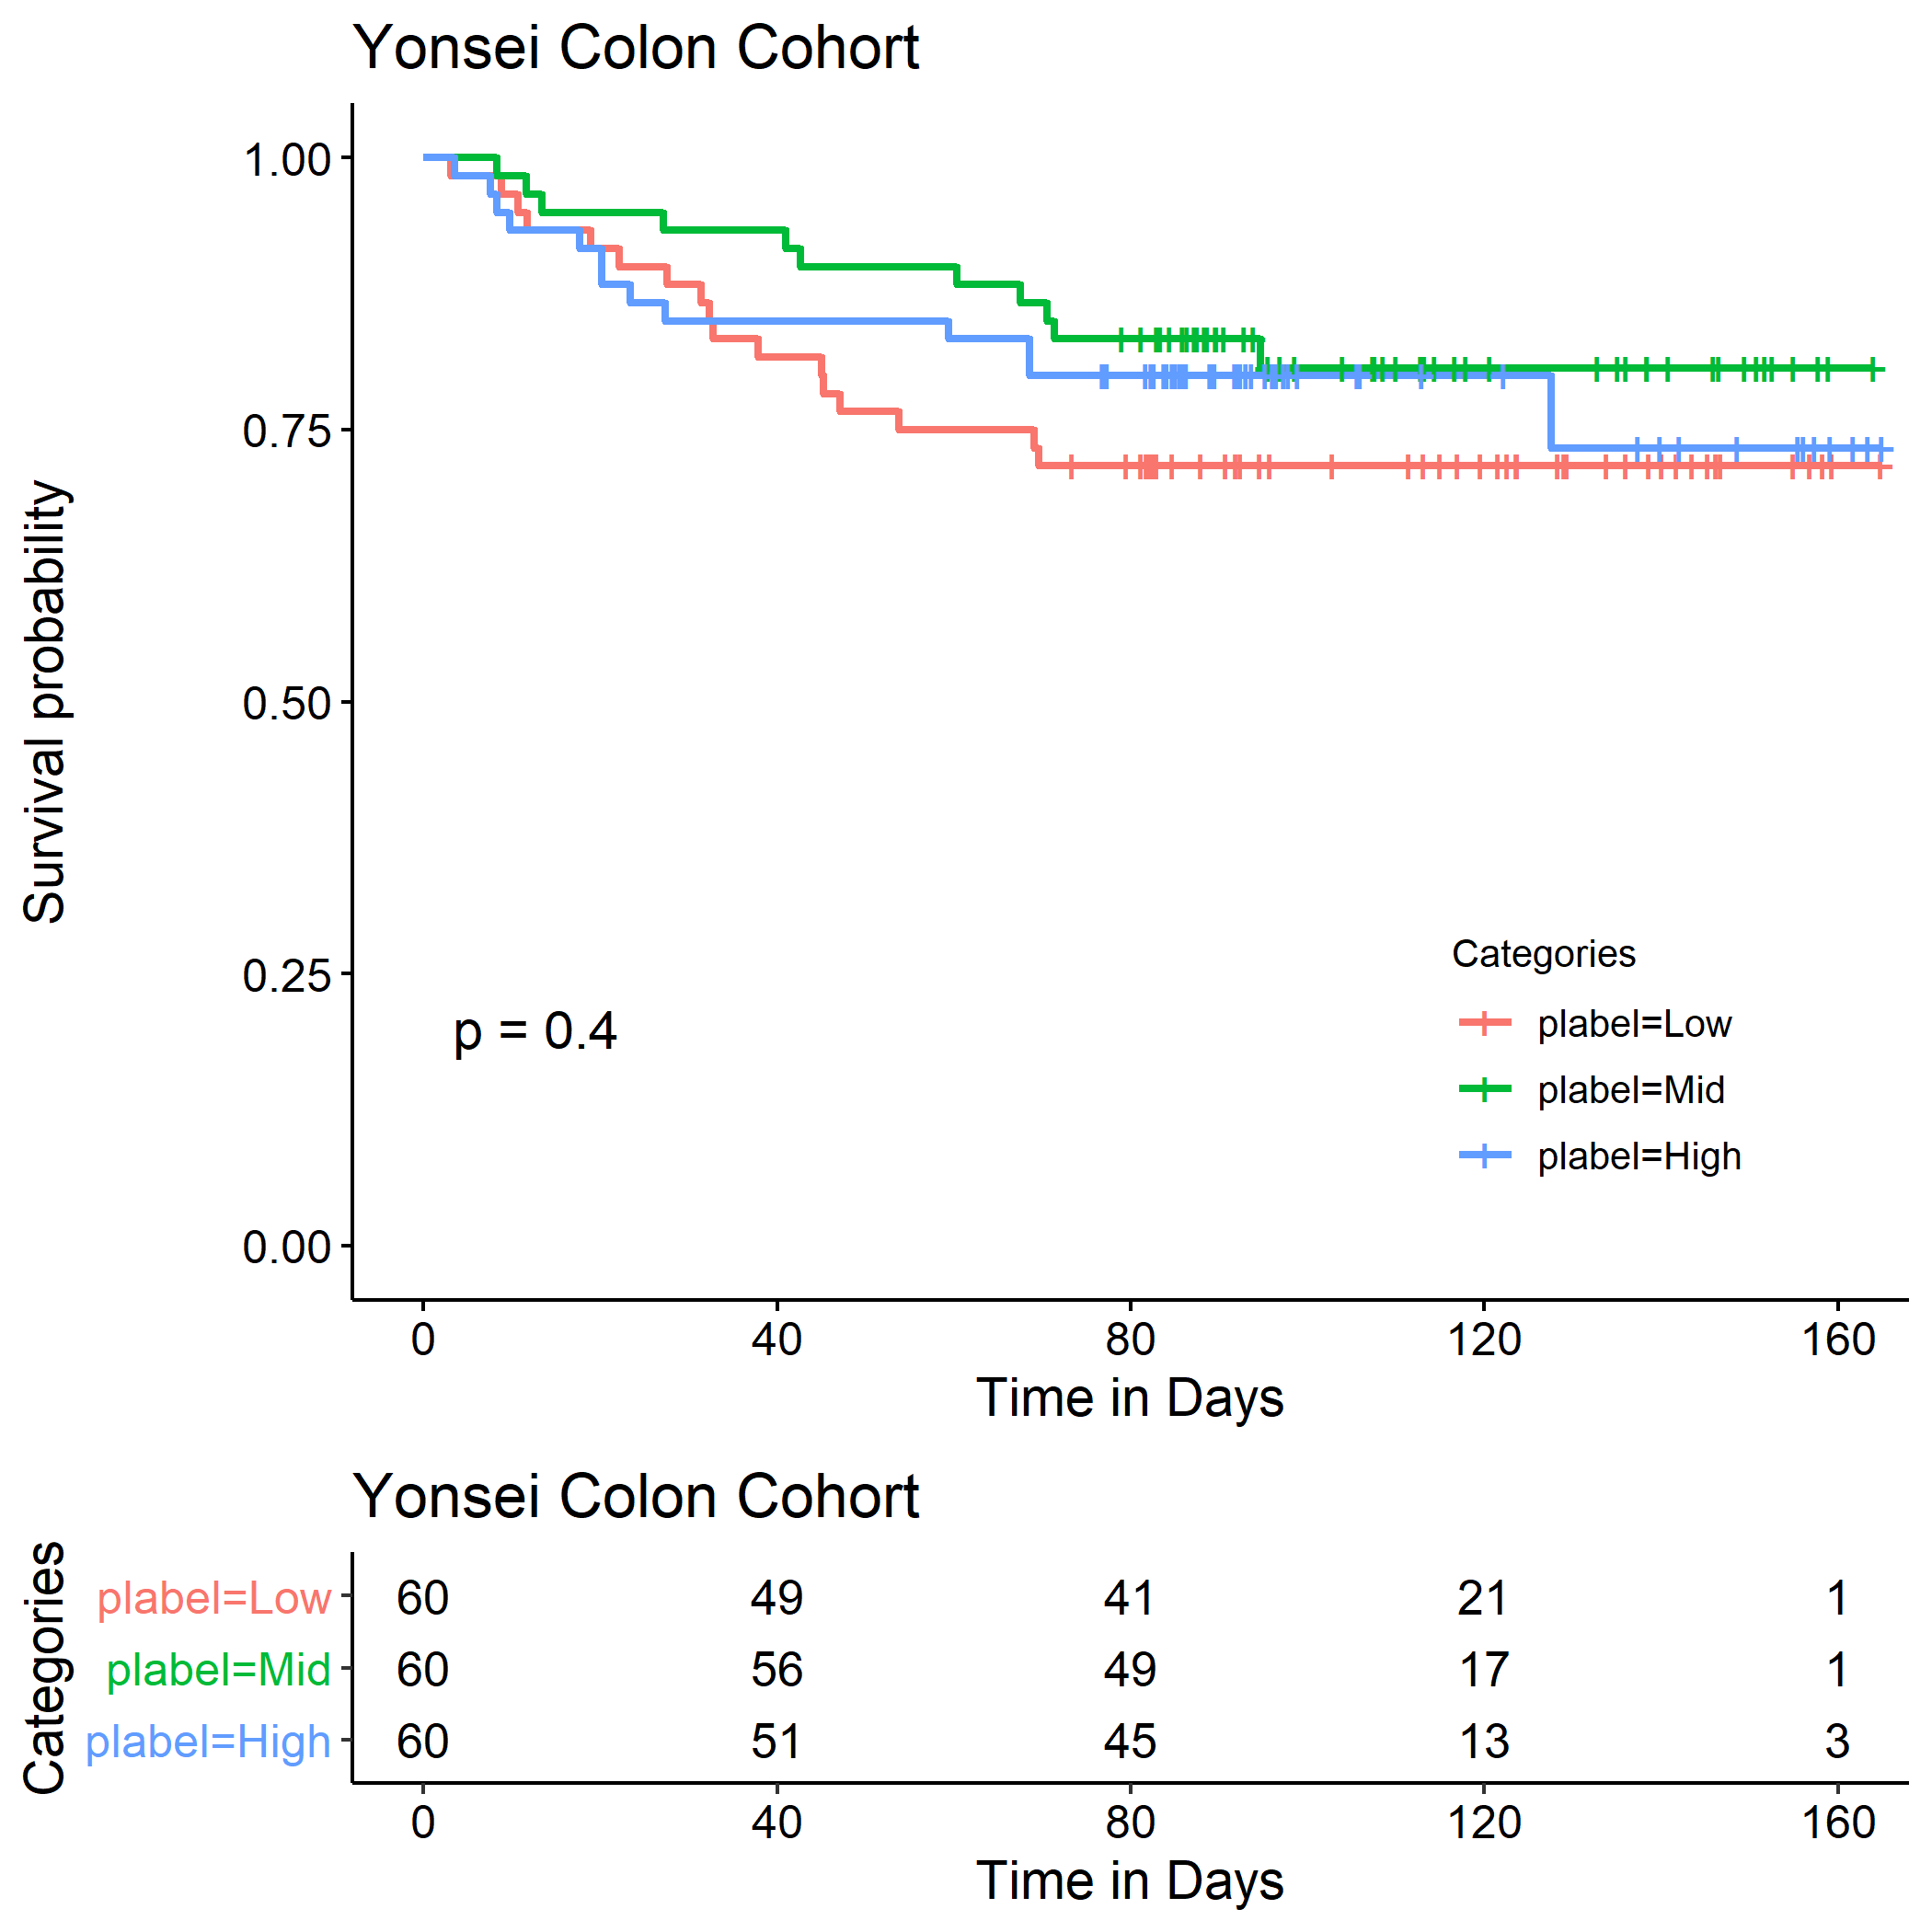 Yonsei Colon Cohort
Survival probability
1.00
0.75
0.50
0.25
0.00
p = 0.4
Categories
plabel=Low
plabel=Mid
plabel=High
0 40 80 120 160
Time in Days
Yonsei Colon Cohort
Categories
plabel=Low 60 49 41 21 1
plabel=Mid 60 56 49 17 1
plabel=High 60 51 45 13 3
0 40 80 120 160
Time in Days